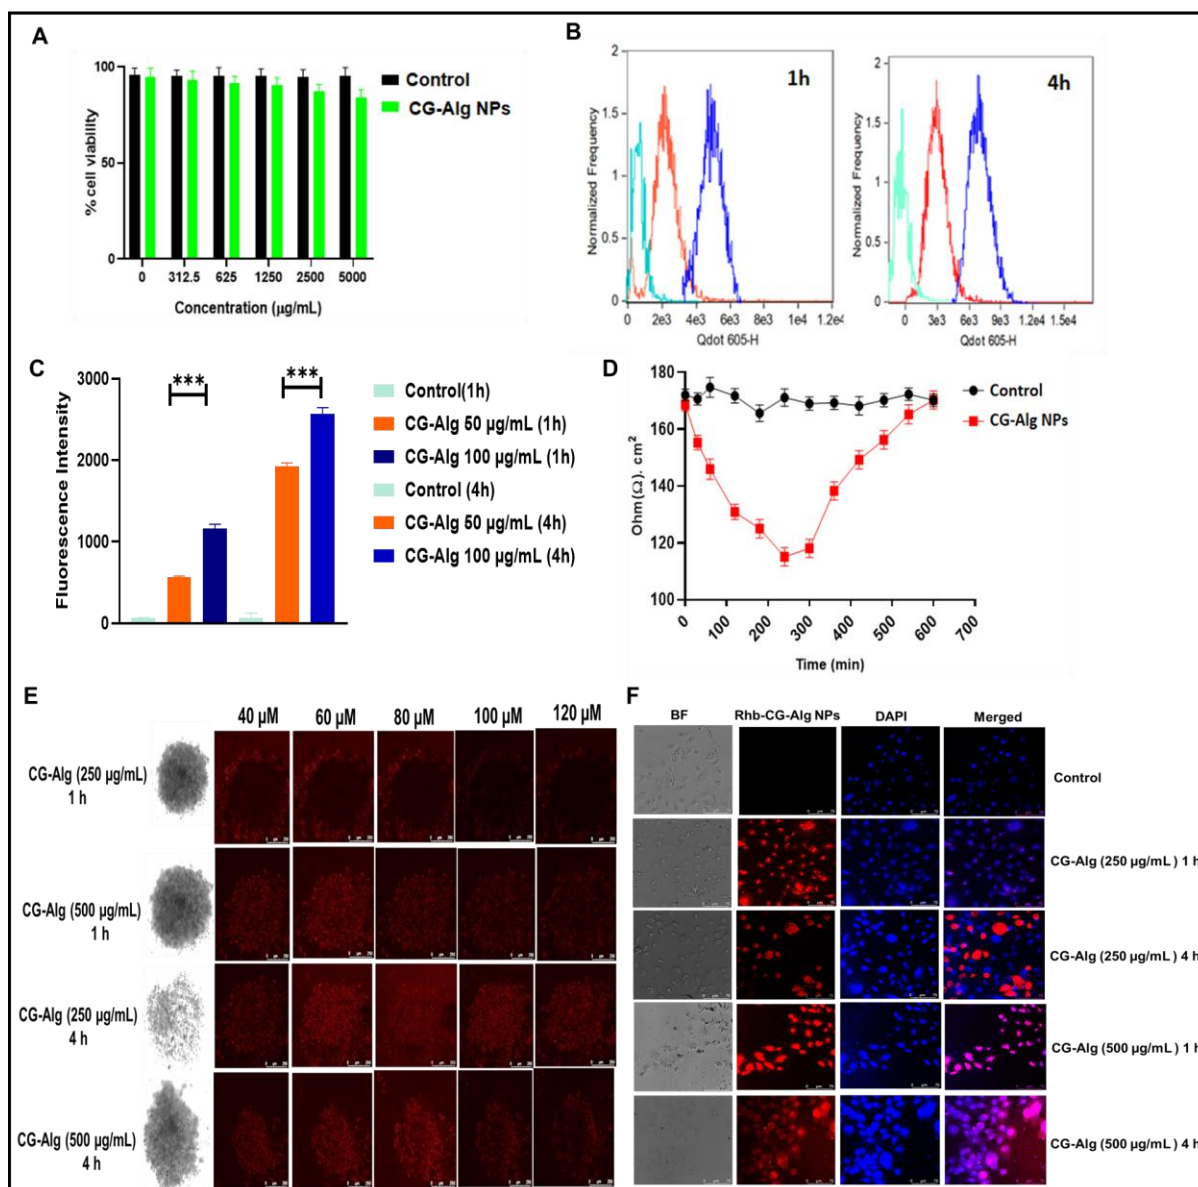 A
100
50
0
% cell viability
0 312.5 625 1250 2500 5000
Concentration (µg/mL)
Control
CG-Alg NPs
B
2
1.5
1
0.5
0
Normalized Frequency
1h
0 2e3 4e3 6e3 8e3 1e4 1.2e4
Qdot 605-H
2
1.5
1
0.5
0
Normalized Frequency
4h
0 3e3 6e3 9e3 1.2e4 1.5e4
Qdot 605-H
C
3000
2000
1000
0
Fluorescence Intensity
***
***
Control(1h)
CG-Alg 50 µg/mL (1h)
CG-Alg 100 µg/mL (1h)
Control (4h)
CG-Alg 50 µg/mL (4h)
CG-Alg 100 µg/mL (4h)
D
180
160
140
120
100
Ohm(Ω). cm²
0 100 200 300 400 500 600 700
Time (min)
Control
CG-Alg NPs
E
40 µM 60 µM 80 µM 100 µM 120 µM
CG-Alg (250 µg/mL)
1 h
CG-Alg (500 µg/mL)
1 h
CG-Alg (250 µg/mL)
4 h
CG-Alg (500 µg/mL)
4 h
F
BF Rhb-CG-Alg NPs DAPI Merged
Control
CG-Alg (250 µg/mL ) 1 h
CG-Alg (250 µg/mL ) 4 h
CG-Alg (500 µg/mL ) 1 h
CG-Alg (500 µg/mL ) 4 h